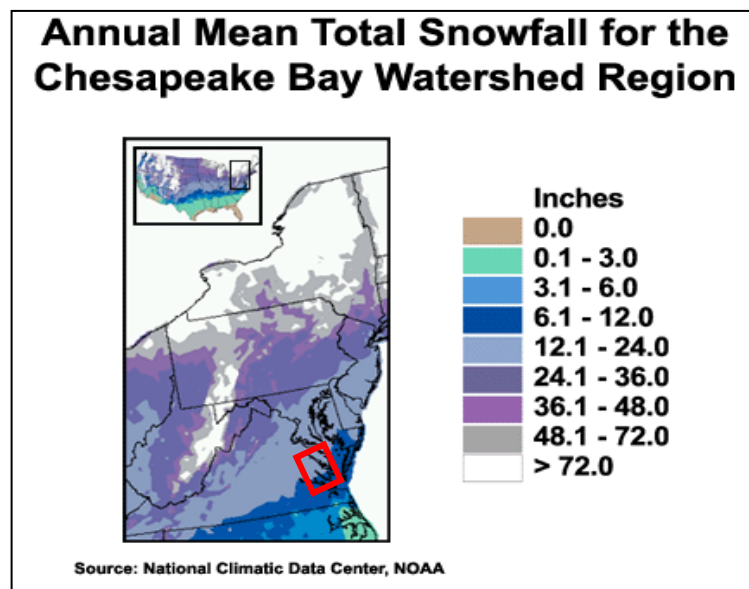 Annual Mean Total Snowfall for the
Chesapeake Bay Watershed Region
Inches
0.0
0.1 - 3.0
3.1 - 6.0
6.1 - 12.0
12.1 - 24.0
24.1 - 36.0
36.1 - 48.0
48.1 - 72.0
> 72.0
Source: National Climatic Data Center, NOAA